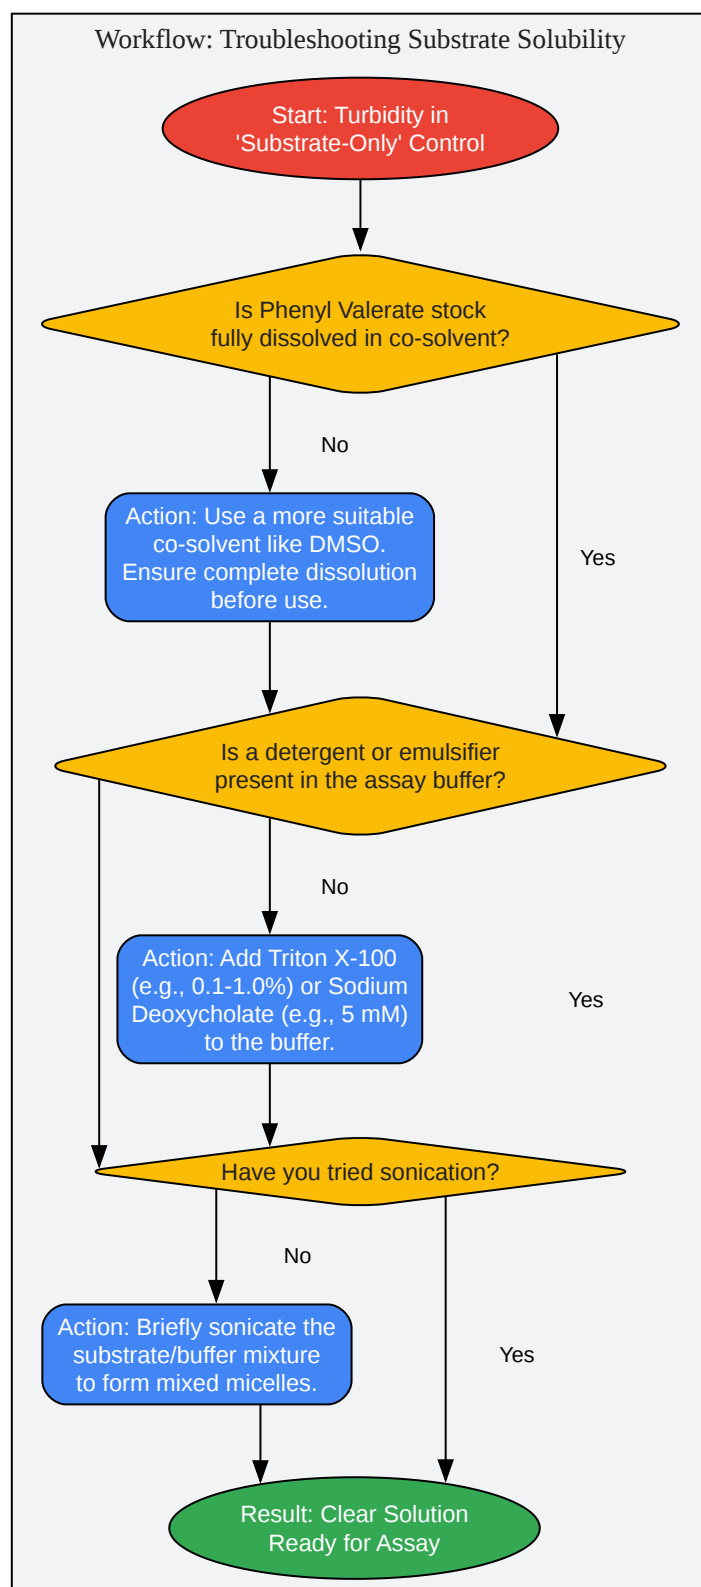 Workflow: Troubleshooting Substrate Solubility
Start: Turbidity in
'Substrate-Only' Control
Is Phenyl Valerate stock
fully dissolved in co-solvent?
No
Action: Use a more suitable
co-solvent like DMSO.
Ensure complete dissolution
before use.
Yes
Is a detergent or emulsifier
present in the assay buffer?
No
Action: Add Triton X-100
(e.g., 0.1-1.0%) or Sodium
Deoxycholate (e.g., 5 mM)
to the buffer.
Yes
Have you tried sonication?
No
Action: Briefly sonicate the
substrate/buffer mixture
to form mixed micelles.
Yes
Result: Clear Solution
Ready for Assay